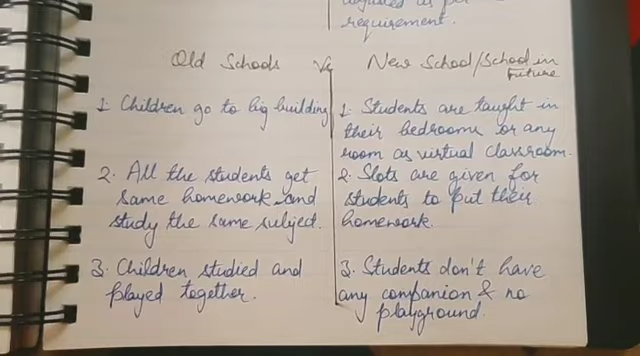 adjusted as per
requirement.
Old Schools Vs New School/School in
future
1. Children go to big building
1. Students are taught in
their bedrooms or any
room as virtual classroom.
2. All the students get
same homework and
study the same subject.
2. Slots are given for
students to put their
homework.
3. Children studied and
played together.
3. Students don't have
any companion & no
playground.